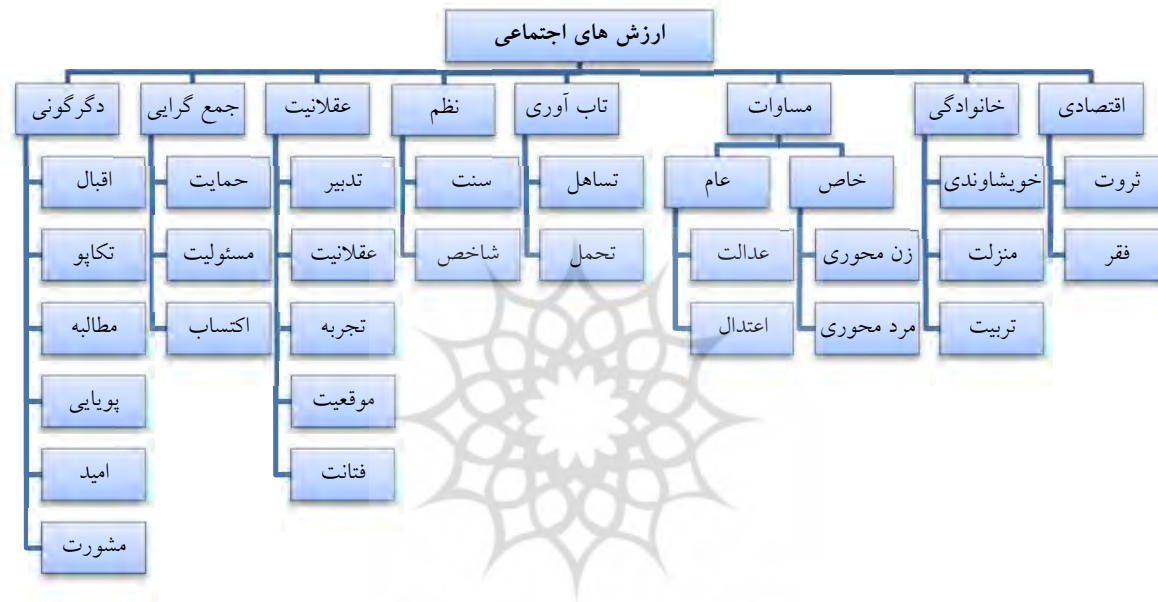 ارزش های اجتماعی
اقتصادی
خانوادگی
مساوات
تاب آوری
نظم
عقلانیت
جمع گرایی
دگرگونی
ثروت
فقر
خویشاوندی
منزلت
تربیت
خاص
عام
زن محوری
مرد محوری
عدالت
اعتدال
تساهل
تحمل
سنت
شاخص
تدبیر
عقلانیت
تجربه
موقعیت
فتانت
حمایت
مسئولیت
اکتساب
اقبال
تکاپو
مطالبه
پویایی
امید
مشورت